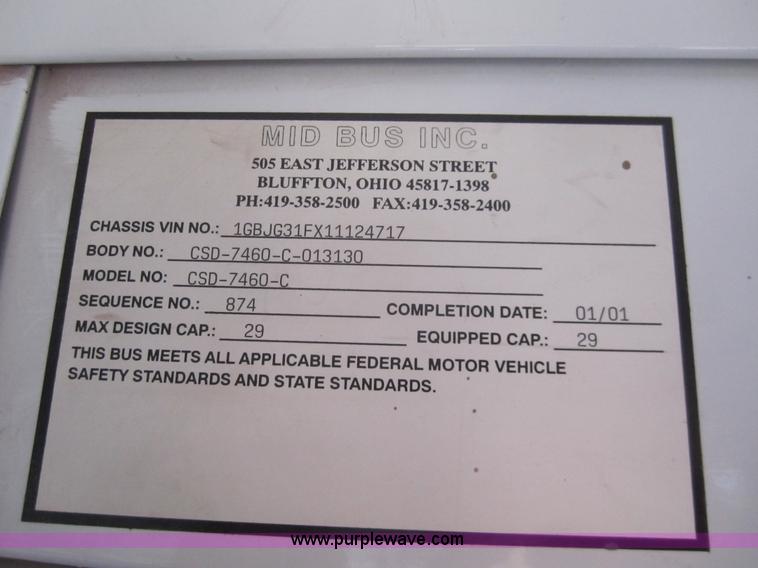 MID BUS INC.
505 EAST JEFFERSON STREET
BLUFFTON, OHIO 45817-1398
PH:419-358-2500 FAX:419-358-2400
CHASSIS VIN NO.: 1GBJG31FX11124717
BODY NO.: CSD-7460-C-013130
MODEL NO: CSD-7460-C
SEQUENCE NO.: 874 COMPLETION DATE: 01/01
MAX DESIGN CAP.: 29 EQUIPPED CAP.: 29
THIS BUS MEETS ALL APPLICABLE FEDERAL MOTOR VEHICLE
SAFETY STANDARDS AND STATE STANDARDS.
www.purplewave.com